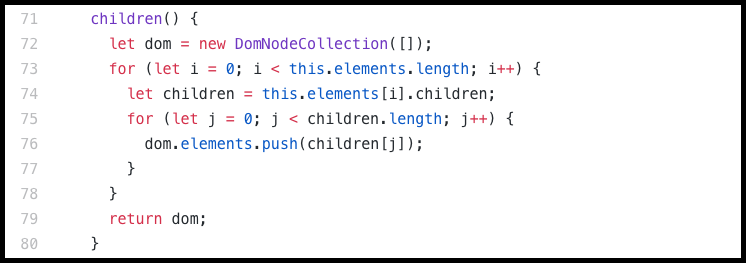 71 children() {
72 let dom = new DomNodeCollection([]);
73 for (let i = 0; i < this.elements.length; i++) {
74 let children = this.elements[i].children;
75 for (let j = 0; j < children.length; j++) {
76 dom.elements.push(children[j]);
77 }
78 }
79 return dom;
80 }